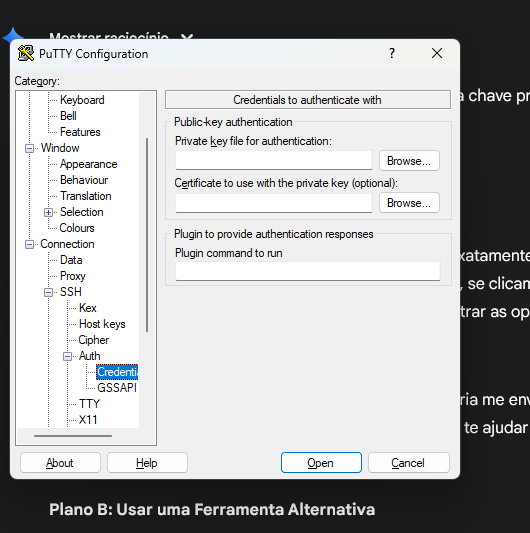 Mostrar raciocínio
PuTTY Configuration
?
Category:
Keyboard
Bell
Features
Window
Appearance
Behaviour
Translation
Selection
Colours
Connection
Data
Proxy
SSH
Kex
Host keys
Cipher
Auth
Credenti
GSSAPI
TTY
X11
Credentials to authenticate with
Public-key authentication
Private key file for authentication:
Browse...
Certificate to use with the private key (optional):
Browse...
Plugin to provide authentication responses
Plugin command to run
About
Help
Open
Cancel
a chave pr
xatamente
, se clicam
trar as op
ria me env
te ajudar
Plano B: Usar uma Ferramenta Alternativa